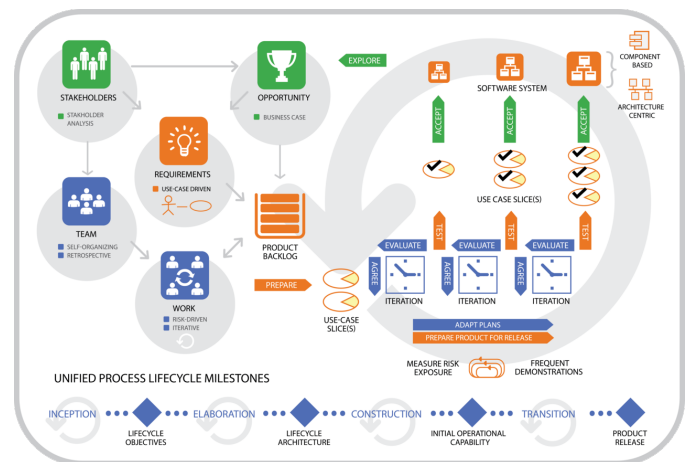 STAKEHOLDERS
STAKHOLDER
ANALYSIS
OPPORTUNITY
BUSINESS CASE
EXPLORE
REQUIREMENTS
USE-CASE DRIVEN
TEAM
SELF-ORGANIZING
RETROSPECTIVE
WORK
RISK-DRIVEN
ITERATIVE
PRODUCT
BACKLOG
PREPARE
USE-CASE
SLICE(S)
SOFTWARE SYSTEM
COMPONENT
BASED
ARCHITECTURE
CENTRIC
ACCEPT
ACCEPT
ACCEPT
USE CASE SLICE(S)
TEST
TEST
TEST
EVALUATE
EVALUATE
EVALUATE
AGREE
AGREE
AGREE
ITERATION
ITERATION
ITERATION
ADAPT PLANS
PREPARE PRODUCT FOR RELEASE
MEASURE RISK
EXPOSURE
FREQUENT
DEMONSTRATIONS
UNIFIED PROCESS LIFECYCLE MILESTONES
INCEPTION
ELABORATION
CONSTRUCTION
TRANSITION
LIFECYCLE
OBJECTIVES
LIFECYCLE
ARCHITECTURE
INITIAL OPERATIONAL
CAPABILITY
PRODUCT
RELEASE